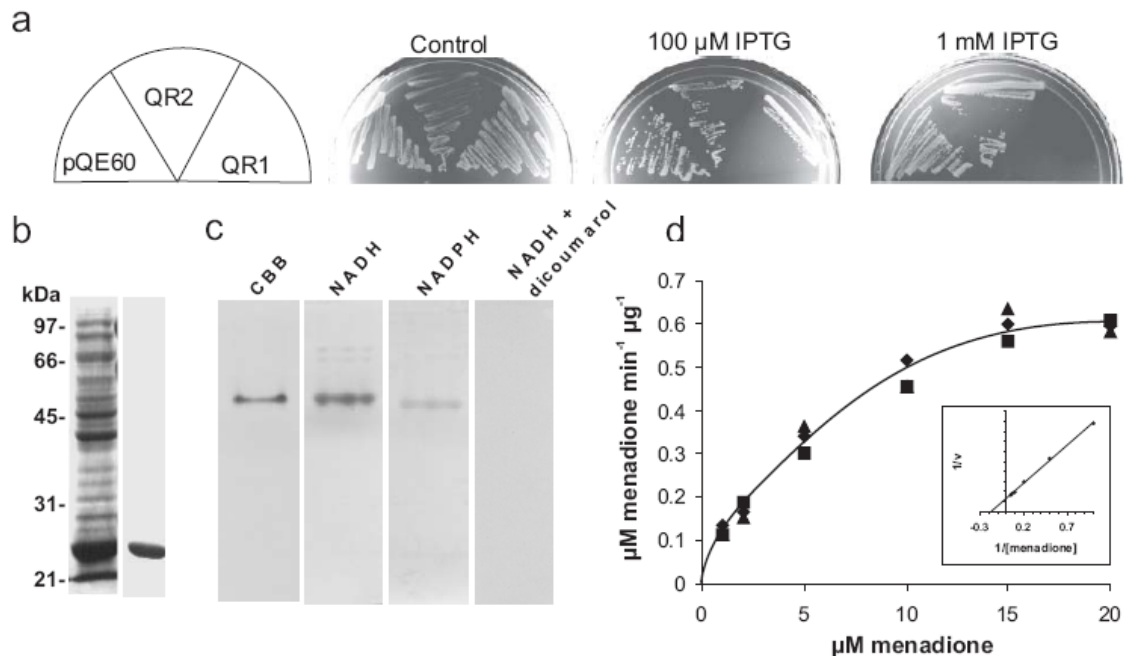 a
Control
100 µM IPTG
1 mM IPTG
QR2
pQE60
QR1
b
kDa
97-
66-
45-
31-
21-
c
CBB
NADH
NADPH
NADH +
dicoumarol
d
0.7
0.6
0.5
0.4
0.3
0.2
0.1
0
0
5
10
15
20
µM menadione min⁻¹ µg⁻¹
µM menadione
1/v
-0.3
0.2
0.7
1/[menadione]